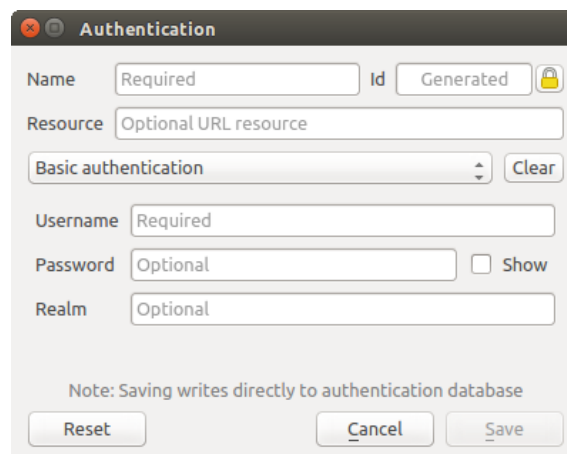 Authentication
Name Required Id Generated
Resource Optional URL resource
Basic authentication Clear
Username Required
Password Optional Show
Realm Optional
Note: Saving writes directly to authentication database
Reset Cancel Save